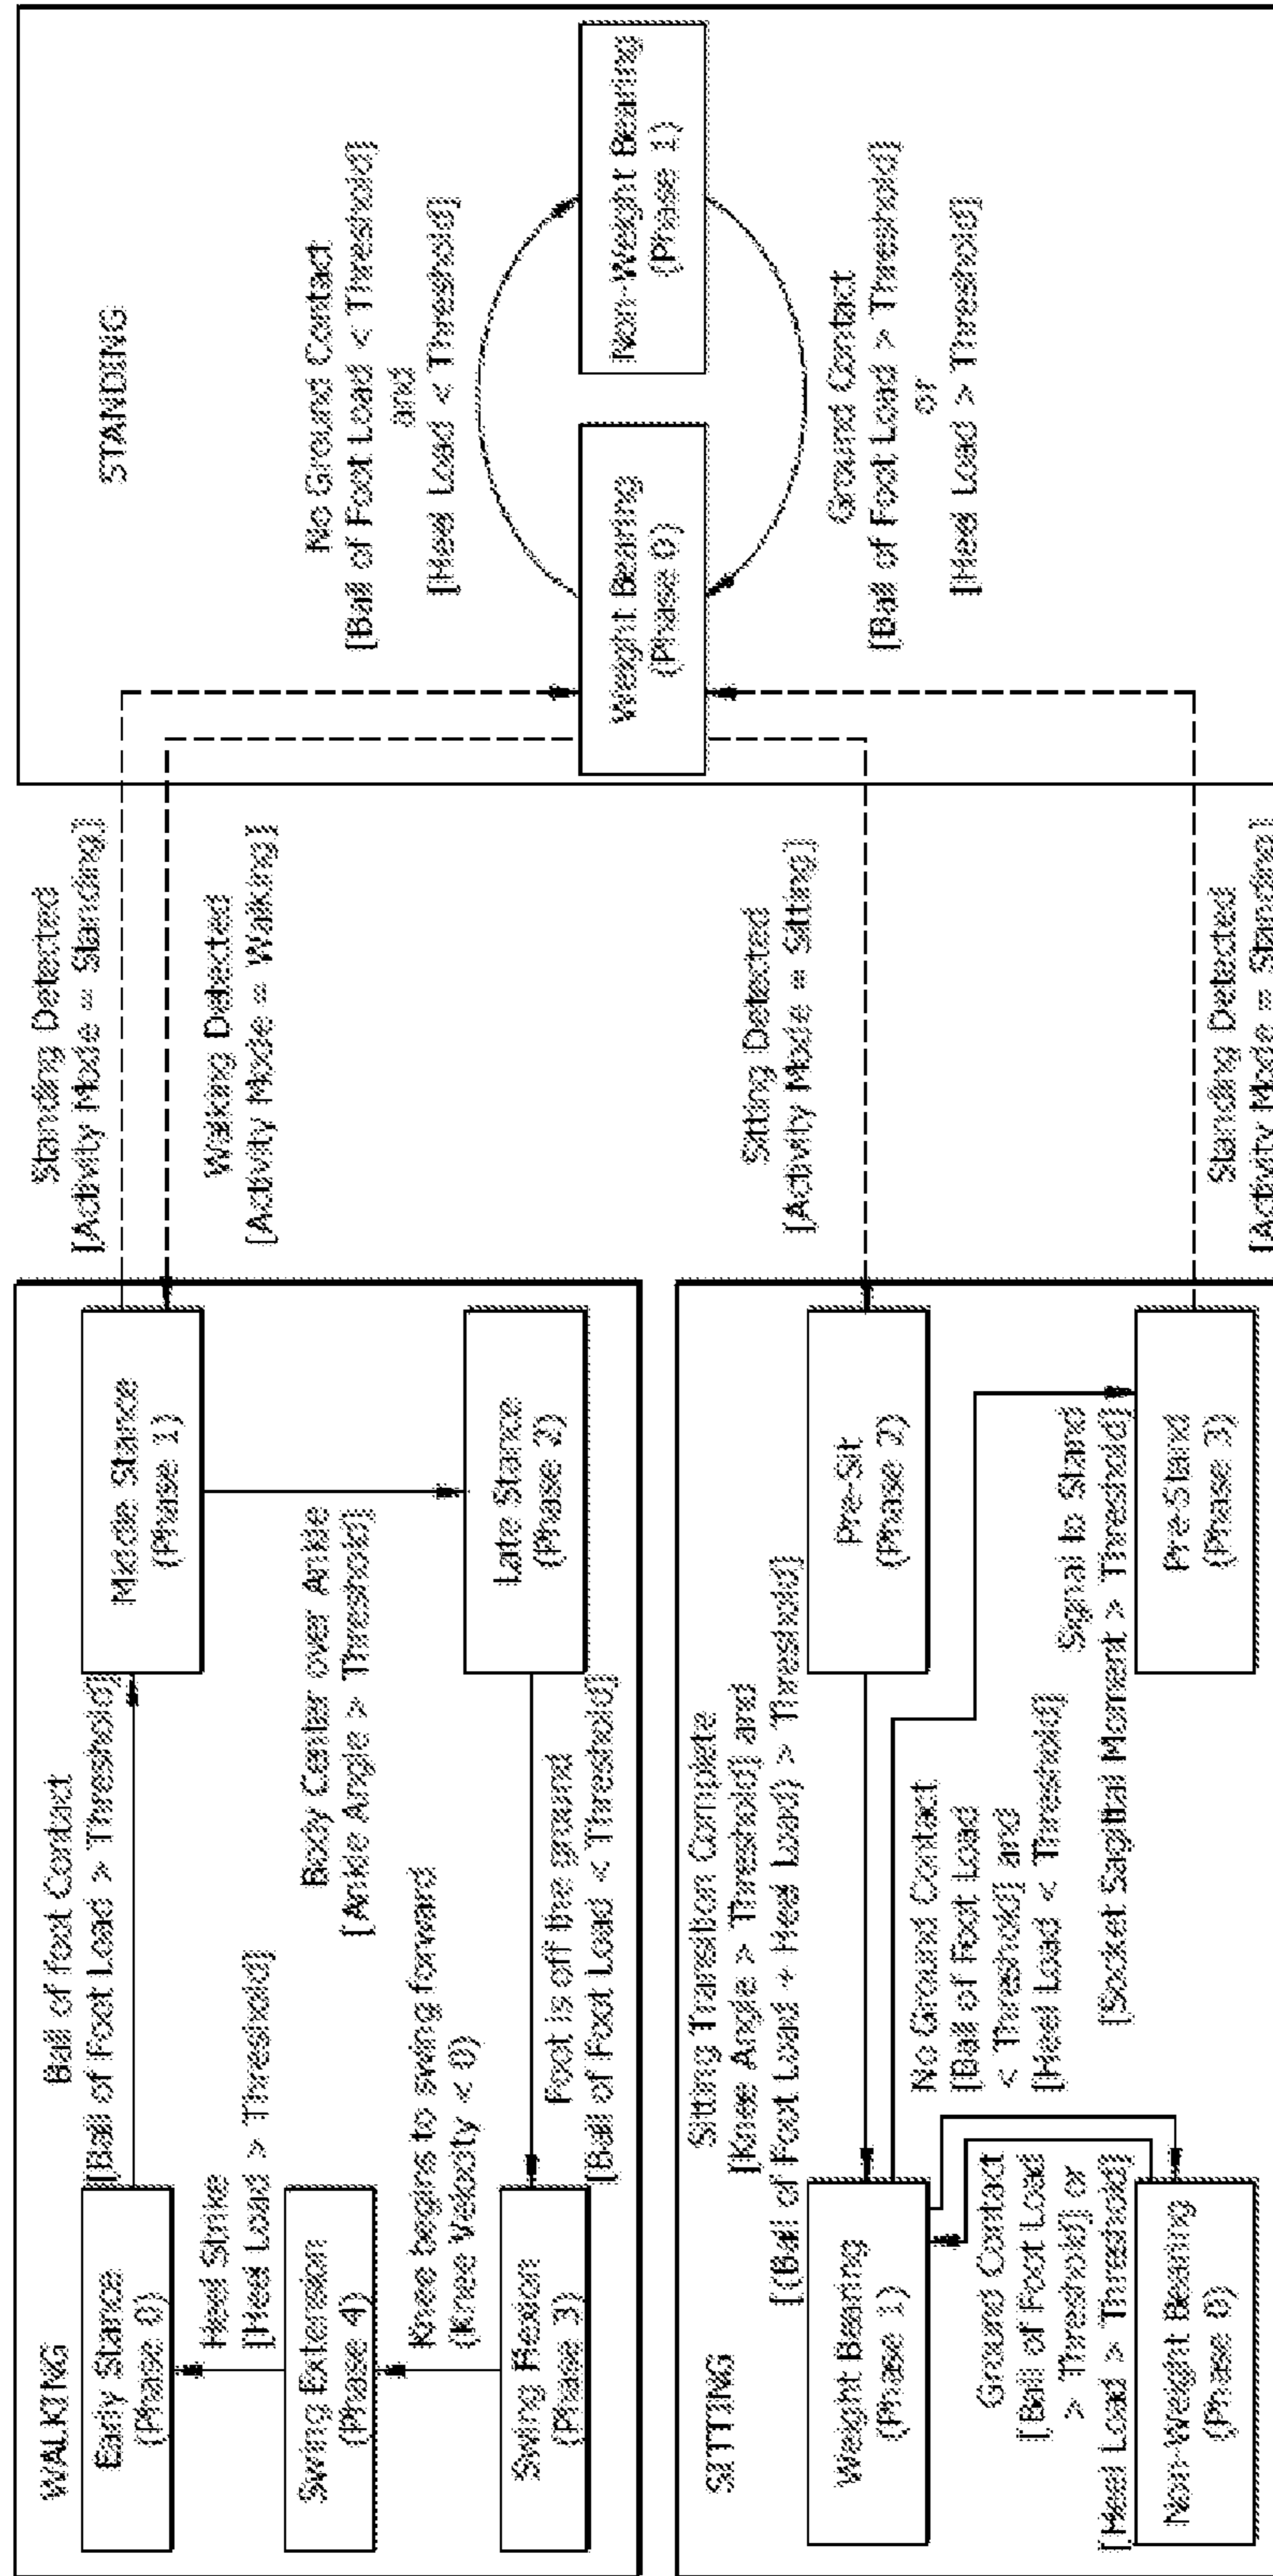 WALKING
Early Stance
(Phase 0)
Ball of foot Contact
[Ball of Foot Load > Threshold]
Middle Stance
(Phase 1)
Standing Detected
[Activity Mode = Standing]
Heel Strike
[Heel Load > Threshold]
Walking Detected
[Activity Mode = Walking]
Swing Extension
(Phase 4)
Body Center over Ankle
[Ankle Angle > Threshold]
Knee begins to swing forward
(Knee Velocity < 0)
Swing Flexion
(Phase 3)
Foot is off the ground
[Ball of Foot Load < Threshold]
Late Stance
(Phase 2)
STANDING
No Ground Contact
[Ball of Foot Load < Threshold]
and
[Heel Load < Threshold]
Weight Bearing
(Phase 0)
Non-Weight Bearing
(Phase 1)
Ground Contact
[Ball of Foot Load > Threshold]
or
[Heel Load > Threshold]
SITTING
Sitting Transition Complete
[Knee Angle > Threshold] and
[(Ball of Foot Load + Heel Load) > Threshold]
Sitting Detected
[Activity Mode = Sitting]
Weight Bearing
(Phase 1)
Pre-Sit
(Phase 2)
No Ground Contact
[Ball of Foot Load
< Threshold] and
[Heel Load < Threshold]
Ground Contact
[Ball of Foot Load
> Threshold] or
[Heel Load > Threshold]
Signal to Stand
[Socket Sagittal Moment > Threshold]
Non-Weight Bearing
(Phase 0)
Pre-Stand
(Phase 3)
Standing Detected
[Activity Mode = Standing]